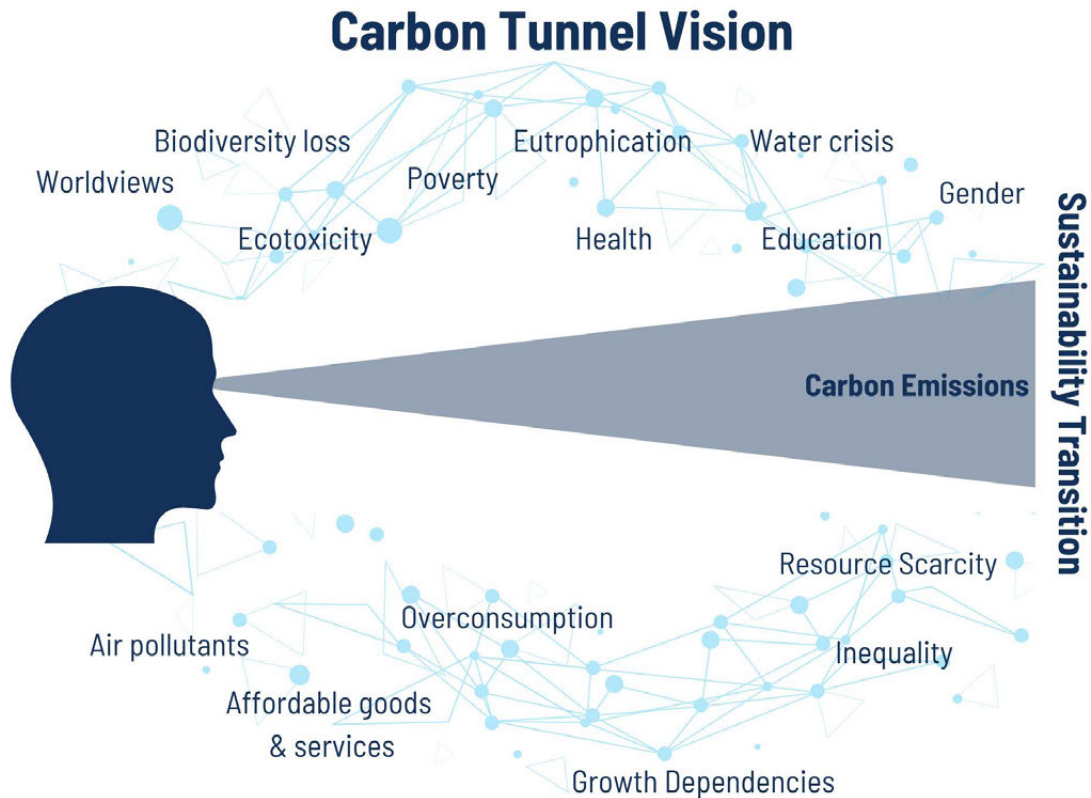 Carbon Tunnel Vision
Biodiversity loss
Eutrophication
Water crisis
Worldviews
Poverty
Gender
Ecotoxicity
Health
Education
Carbon Emissions
Sustainability Transition
Resource Scarcity
Overconsumption
Air pollutants
Inequality
Affordable goods
& services
Growth Dependencies